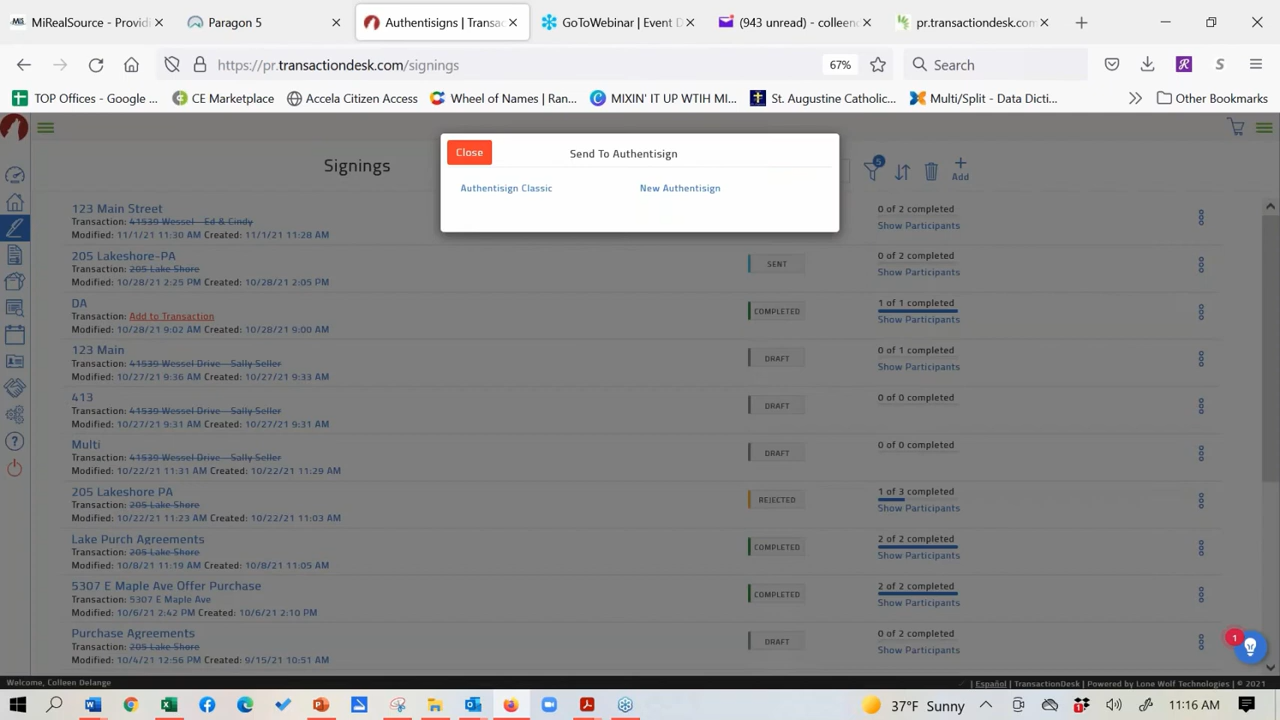 MiRealSource - Providi
Paragon 5
Authentisigns | Transac
GoToWebinar | Event D
(943 unread) - colleenc
pr.transactiondesk.com/
https://pr.transactiondesk.com/signings
67%
Search
TOP Offices - Google ...
CE Marketplace
Accela Citizen Access
Wheel of Names | Ran...
MIXIN' IT UP WTIH MI...
St. Augustine Catholic...
Multi/Split - Data Dicti...
Other Bookmarks
Close
Send To Authentisign
Authentisign Classic
New Authentisign
Signings
5
Add
123 Main Street
Transaction: 41539 Wessel - Ed & Cindy
Modified: 11/1/21 11:30 AM Created: 11/1/21 11:28 AM
0 of 2 completed
Show Participants
205 Lakeshore-PA
Transaction: 205 Lake Shore
Modified: 10/28/21 2:25 PM Created: 10/28/21 2:05 PM
SENT
0 of 2 completed
Show Participants
DA
Transaction: Add to Transaction
Modified: 10/28/21 9:02 AM Created: 10/28/21 9:00 AM
COMPLETED
1 of 1 completed
Show Participants
123 Main
Transaction: 41539 Wessel Drive - Sally Seller
Modified: 10/27/21 9:36 AM Created: 10/27/21 9:33 AM
DRAFT
0 of 1 completed
Show Participants
413
Transaction: 41539 Wessel Drive - Sally Seller
Modified: 10/27/21 9:31 AM Created: 10/27/21 9:31 AM
DRAFT
0 of 0 completed
Multi
Transaction: 41539 Wessel Drive - Sally Seller
Modified: 10/22/21 11:31 AM Created: 10/22/21 11:29 AM
DRAFT
0 of 0 completed
205 Lakeshore PA
Transaction: 205 Lake Shore
Modified: 10/22/21 11:23 AM Created: 10/22/21 11:03 AM
REJECTED
1 of 3 completed
Show Participants
Lake Purch Agreements
Transaction: 205 Lake Shore
Modified: 10/8/21 11:19 AM Created: 10/8/21 11:05 AM
COMPLETED
2 of 2 completed
Show Participants
5307 E Maple Ave Offer Purchase
Transaction: 5307 E Maple Ave
Modified: 10/6/21 2:42 PM Created: 10/6/21 2:10 PM
COMPLETED
2 of 2 completed
Show Participants
Purchase Agreements
Transaction: 205 Lake Shore
Modified: 10/4/21 12:56 PM Created: 9/15/21 10:51 AM
DRAFT
0 of 2 completed
Show Participants
1
Welcome, Colleen Delange
| Español | TransactionDesk | Powered by Lone Wolf Technologies | © 2021
37°F Sunny
11:16 AM